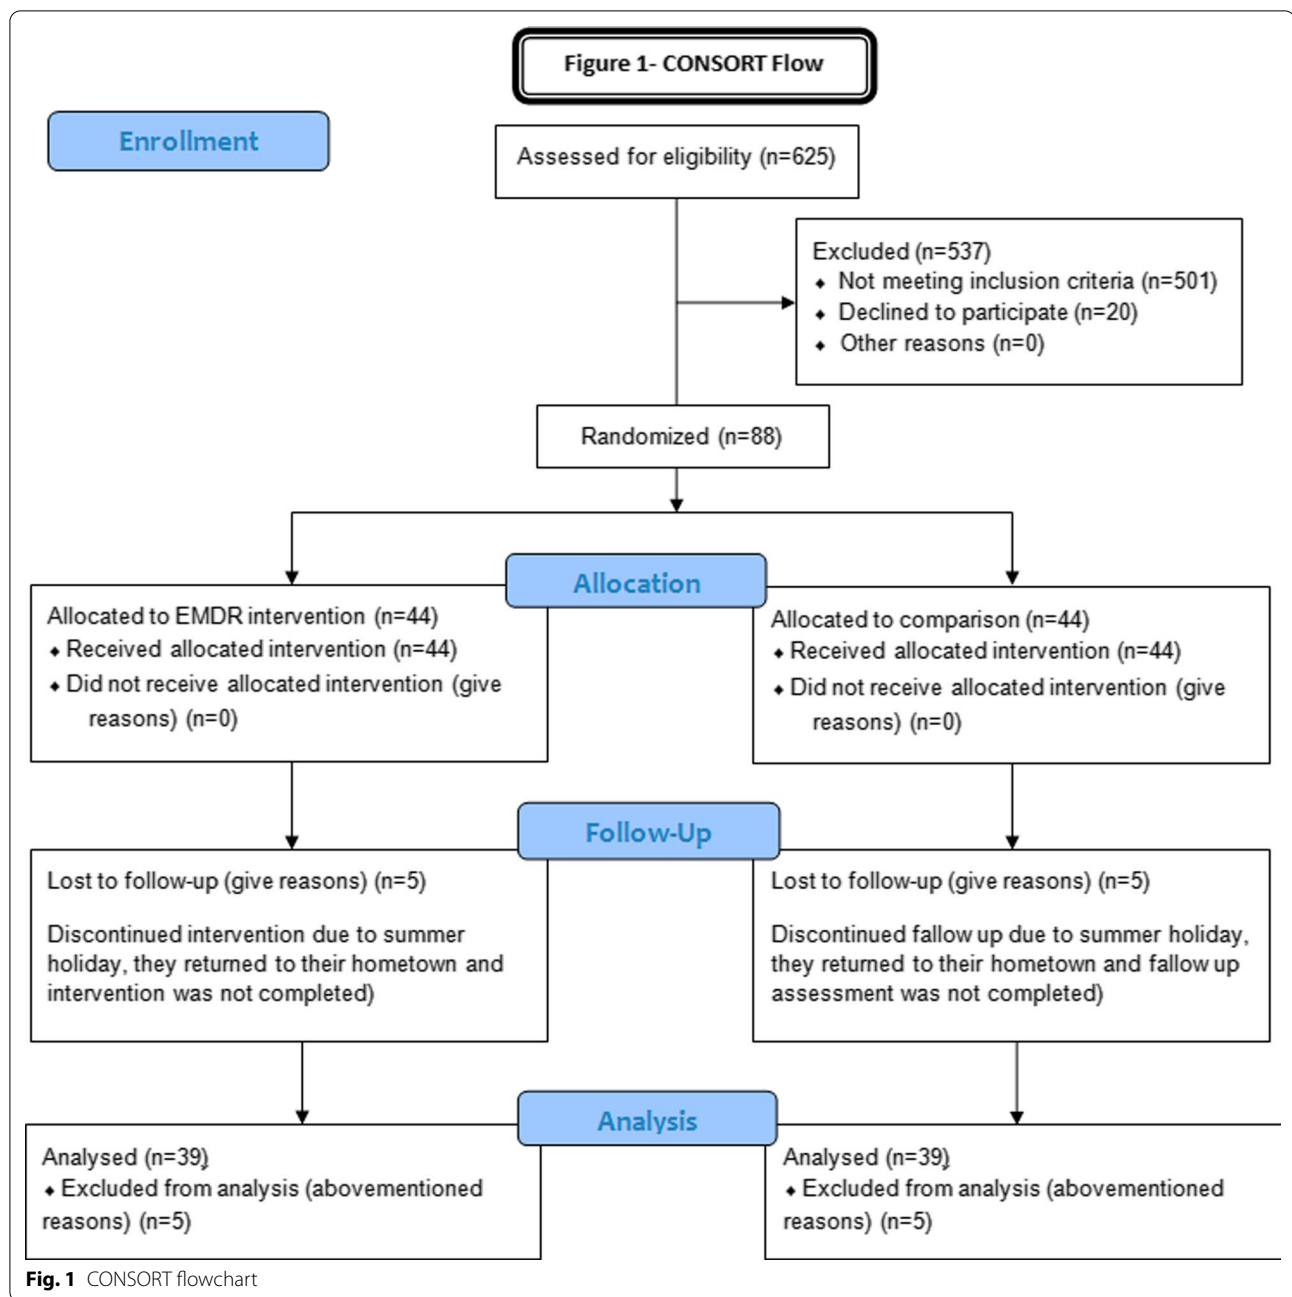 Figure 1- CONSORT Flow
Enrollment
Assessed for eligibility (n=625)
Excluded (n=537)
⬥ Not meeting inclusion criteria (n=501)
⬥ Declined to participate (n=20)
⬥ Other reasons (n=0)
Randomized (n=88)
Allocation
Allocated to EMDR intervention (n=44)
⬥ Received allocated intervention (n=44)
⬥ Did not receive allocated intervention (give
reasons) (n=0)
Allocated to comparison (n=44)
⬥ Received allocated intervention (n=44)
⬥ Did not receive allocated intervention (give
reasons) (n=0)
Follow-Up
Lost to follow-up (give reasons) (n=5)
Discontinued intervention due to summer
holiday, they returned to their hometown and
intervention was not completed)
Lost to follow-up (give reasons) (n=5)
Discontinued fallow up due to summer holiday,
they returned to their hometown and fallow up
assessment was not completed)
Analysis
Analysed (n=39)
⬥ Excluded from analysis (abovementioned
reasons) (n=5)
Analysed (n=39)
⬥ Excluded from analysis (abovementioned
reasons) (n=5)
Fig. 1 CONSORT flowchart